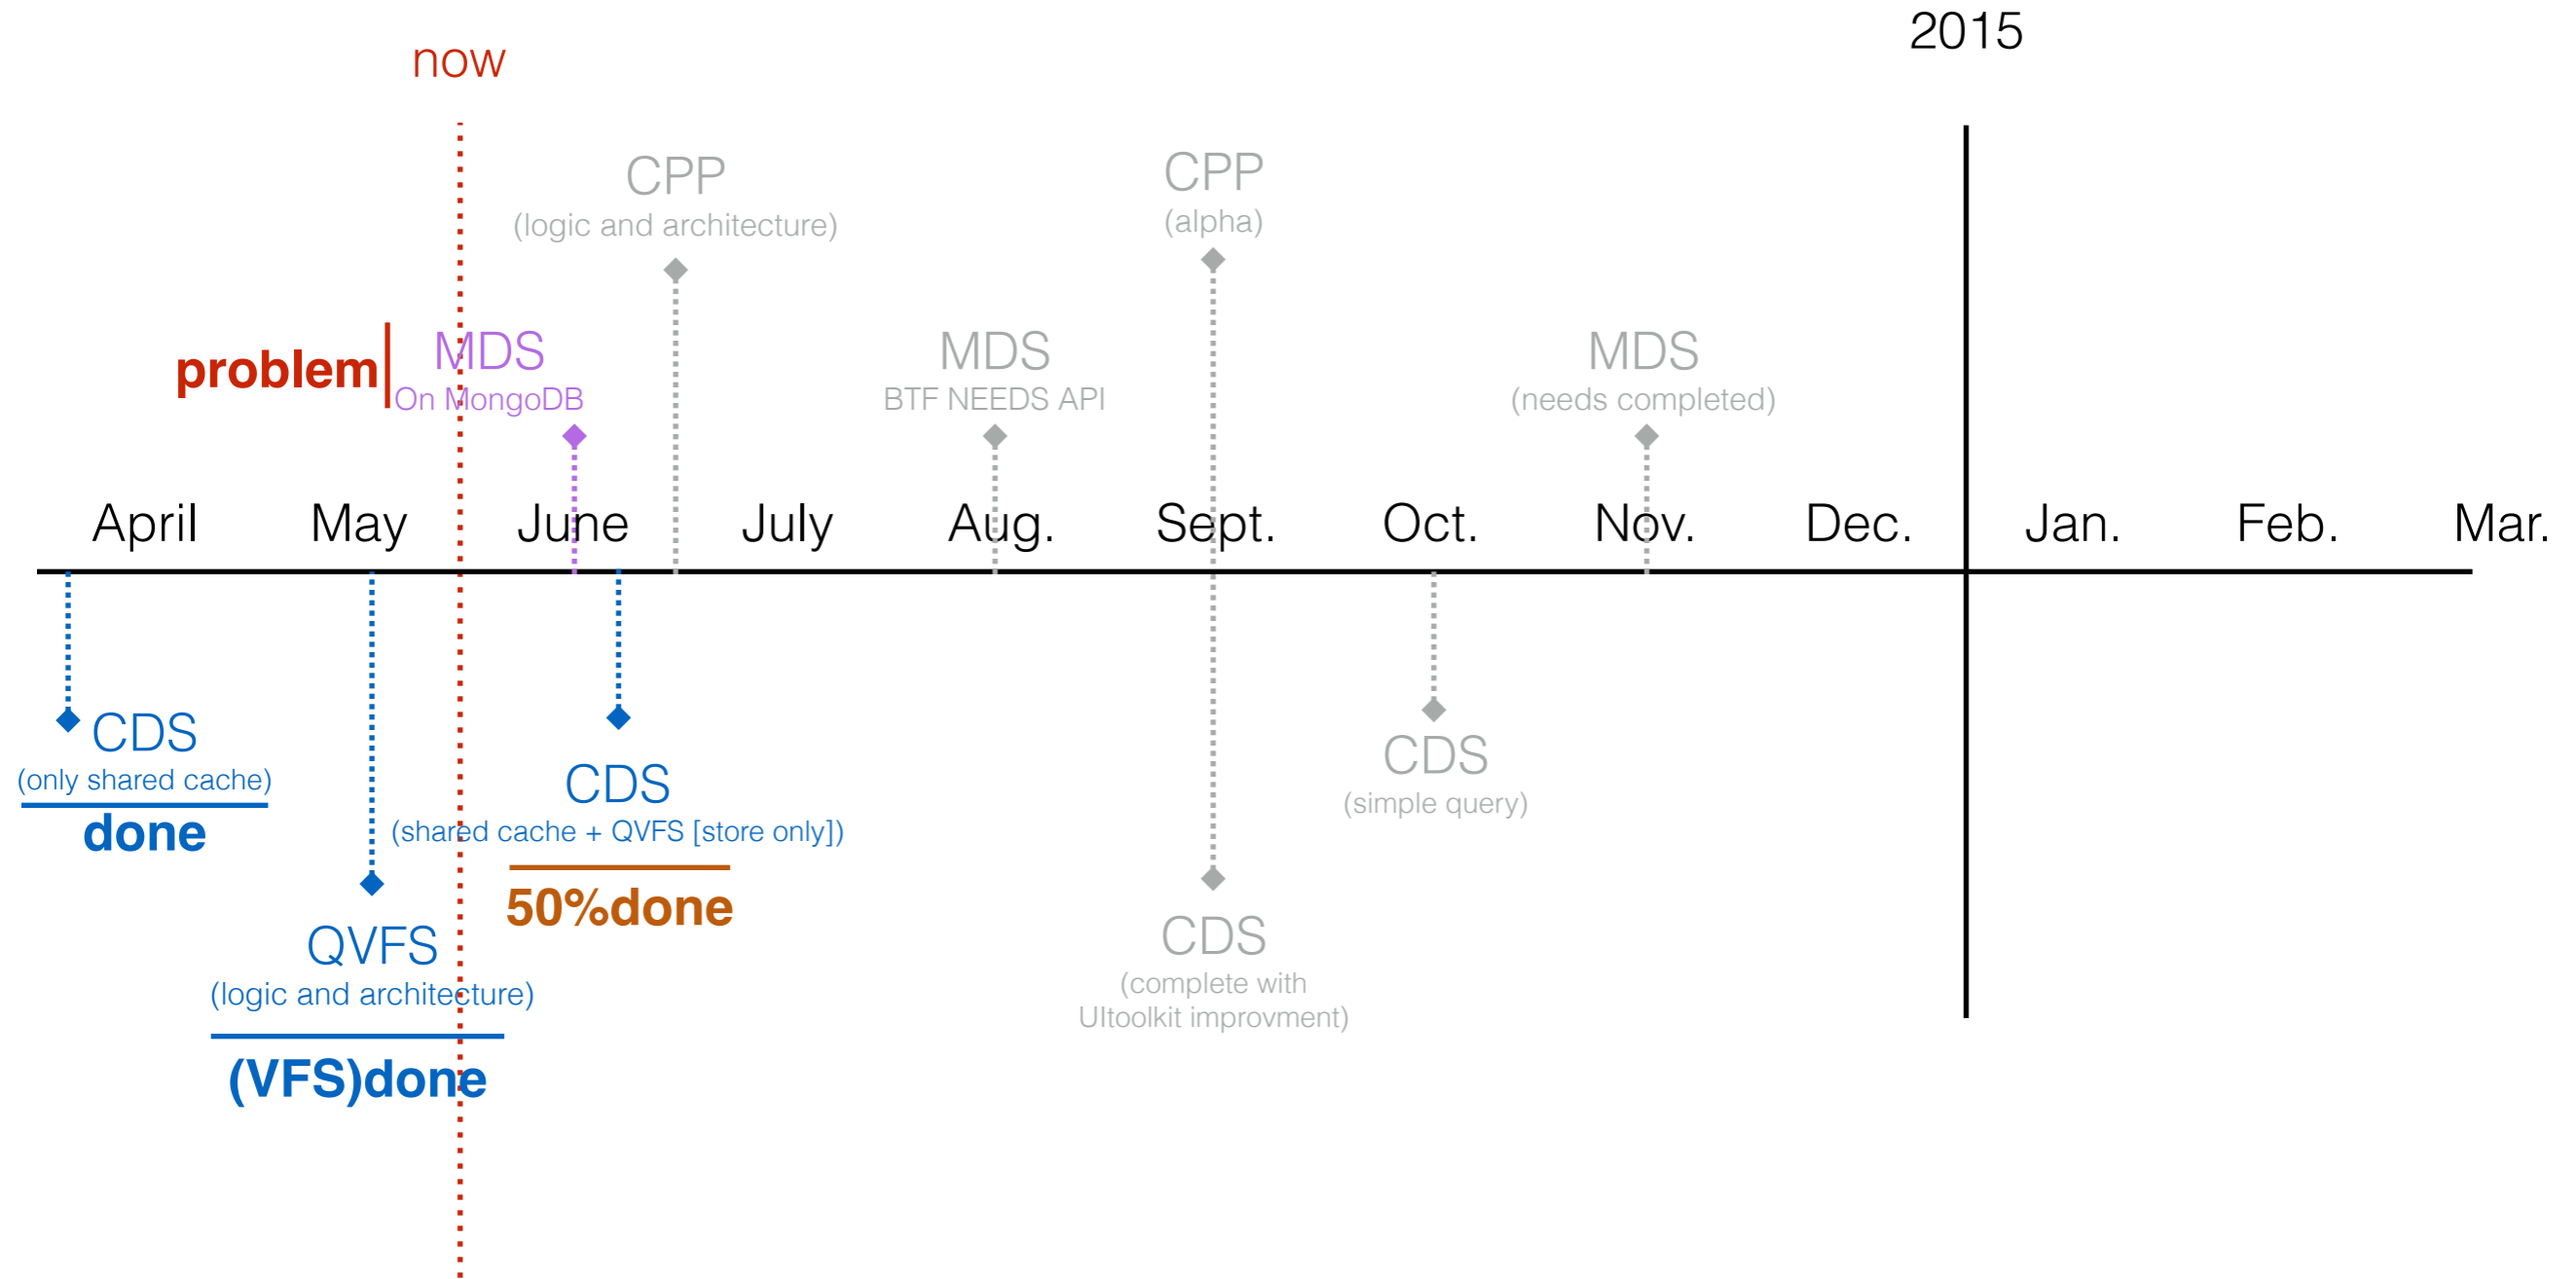 2015
now
CPP
(logic and architecture)
CPP
(alpha)
problem
MDS
On MongoDB
MDS
BTF NEEDS API
MDS
(needs completed)
April
May
June
July
Aug.
Sept.
Oct.
Nov.
Dec.
Jan.
Feb.
Mar.
CDS
(only shared cache)
done
CDS
(shared cache + QVFS [store only])
50%done
CDS
(simple query)
QVFS
(logic and architecture)
(VFS)done
CDS
(complete with
UItoolkit improvment)